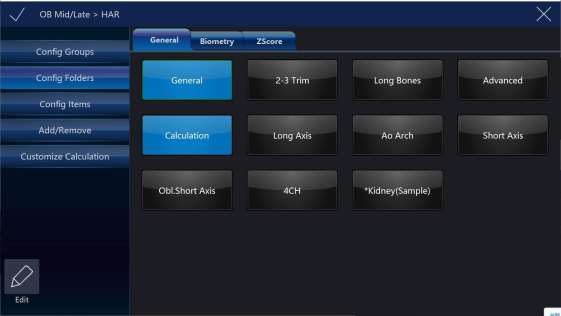 OB Mid/Late > HAR
General Biometry ZScore
Config Groups
Config Folders
Config Items
Add/Remove
Customize Calculation
General 2-3 Trim Long Bones Advanced
Calculation Long Axis Ao Arch Short Axis
Obl.Short Axis 4CH *Kidney(Sample)
Edit